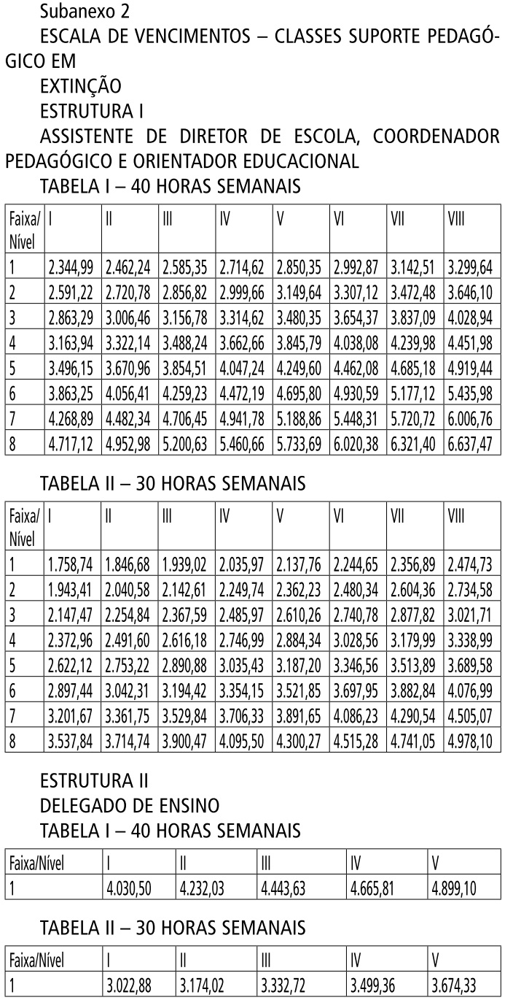 Subanexo 2
ESCALA DE VENCIMENTOS – CLASSES SUPORTE PEDAGÓ-
GICO EM
EXTINÇÃO
ESTRUTURA I
ASSISTENTE DE DIRETOR DE ESCOLA, COORDENADOR
PEDAGÓGICO E ORIENTADOR EDUCACIONAL
TABELA I – 40 HORAS SEMANAIS
Faixa/ I II III IV V VI VII VIII
Nível
1 2.344,99 2.462,24 2.585,35 2.714,62 2.850,35 2.992,87 3.142,51 3.299,64
2 2.591,22 2.720,78 2.856,82 2.999,66 3.149,64 3.307,12 3.472,48 3.646,10
3 2.863,29 3.006,46 3.156,78 3.314,62 3.480,35 3.654,37 3.837,09 4.028,94
4 3.163,94 3.322,14 3.488,24 3.662,66 3.845,79 4.038,08 4.239,98 4.451,98
5 3.496,15 3.670,96 3.854,51 4.047,24 4.249,60 4.462,08 4.685,18 4.919,44
6 3.863,25 4.056,41 4.259,23 4.472,19 4.695,80 4.930,59 5.177,12 5.435,98
7 4.268,89 4.482,34 4.706,45 4.941,78 5.188,86 5.448,31 5.720,72 6.006,76
8 4.717,12 4.952,98 5.200,63 5.460,66 5.733,69 6.020,38 6.321,40 6.637,47
TABELA II – 30 HORAS SEMANAIS
Faixa/ I II III IV V VI VII VIII
Nível
1 1.758,74 1.846,68 1.939,02 2.035,97 2.137,76 2.244,65 2.356,89 2.474,73
2 1.943,41 2.040,58 2.142,61 2.249,74 2.362,23 2.480,34 2.604,36 2.734,58
3 2.147,47 2.254,84 2.367,59 2.485,97 2.610,26 2.740,78 2.877,82 3.021,71
4 2.372,96 2.491,60 2.616,18 2.746,99 2.884,34 3.028,56 3.179,99 3.338,99
5 2.622,12 2.753,22 2.890,88 3.035,43 3.187,20 3.346,56 3.513,89 3.689,58
6 2.897,44 3.042,31 3.194,42 3.354,15 3.521,85 3.697,95 3.882,84 4.076,99
7 3.201,67 3.361,75 3.529,84 3.706,33 3.891,65 4.086,23 4.290,54 4.505,07
8 3.537,84 3.714,74 3.900,47 4.095,50 4.300,27 4.515,28 4.741,05 4.978,10
ESTRUTURA II
DELEGADO DE ENSINO
TABELA I – 40 HORAS SEMANAIS
Faixa/Nível I II III IV V
1 4.030,50 4.232,03 4.443,63 4.665,81 4.899,10
TABELA II – 30 HORAS SEMANAIS
Faixa/Nível I II III IV V
1 3.022,88 3.174,02 3.332,72 3.499,36 3.674,33